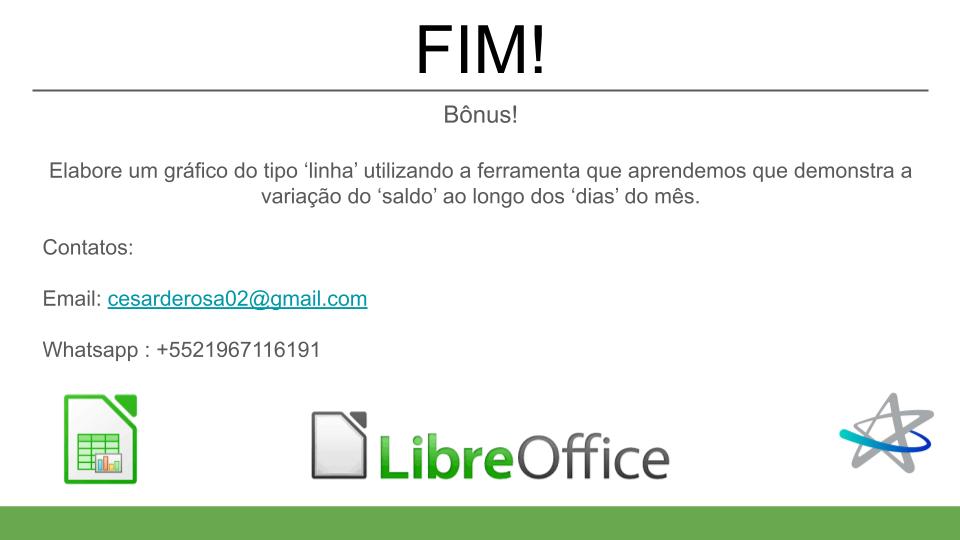 FIM!
Bônus!
Elabore um gráfico do tipo ‘linha’ utilizando a ferramenta que aprendemos que demonstra a
variação do ‘saldo’ ao longo dos ‘dias’ do mês.
Contatos:
Email: cesarderosa02@gmail.com
Whatsapp : +5521967116191
LibreOffice